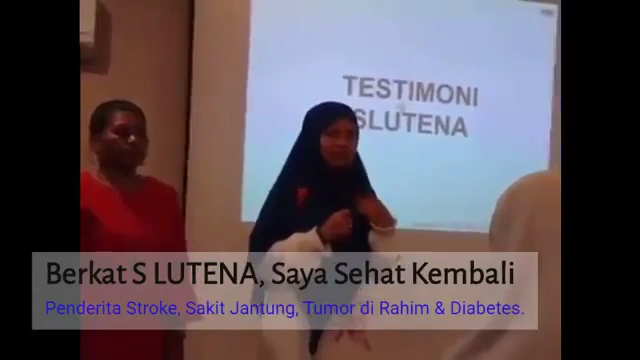 TESTIMONI
SLUTENA
Berkat S LUTENA, Saya Sehat Kembali
Penderita Stroke, Sakit Jantung, Tumor di Rahim & Diabetes.